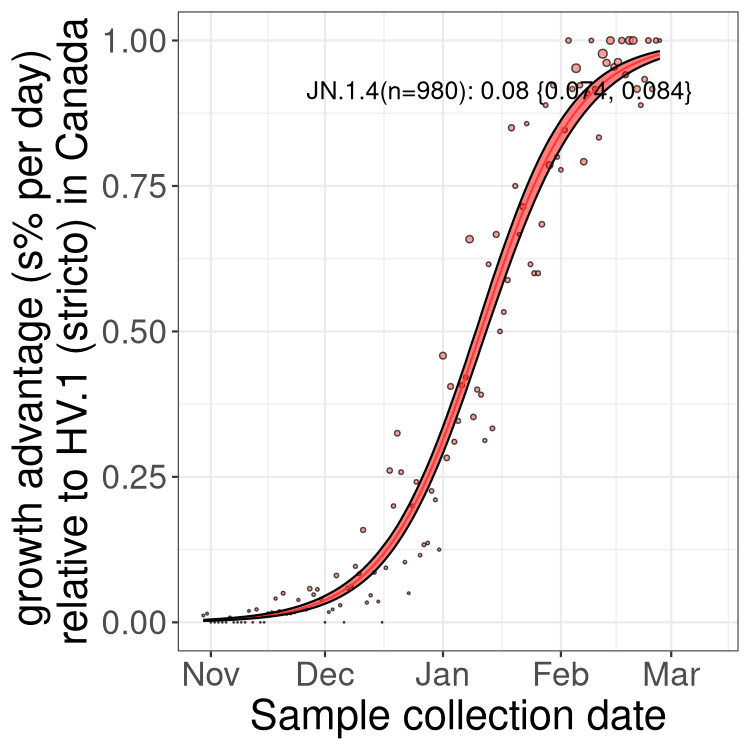 growth advantage (s% per day)
relative to HV.1 (stricto) in Canada
1.00
0.75
0.50
0.25
0.00
JN.1.4(n=980): 0.08 {0.074, 0.084}
Nov Dec Jan Feb Mar
Sample collection date